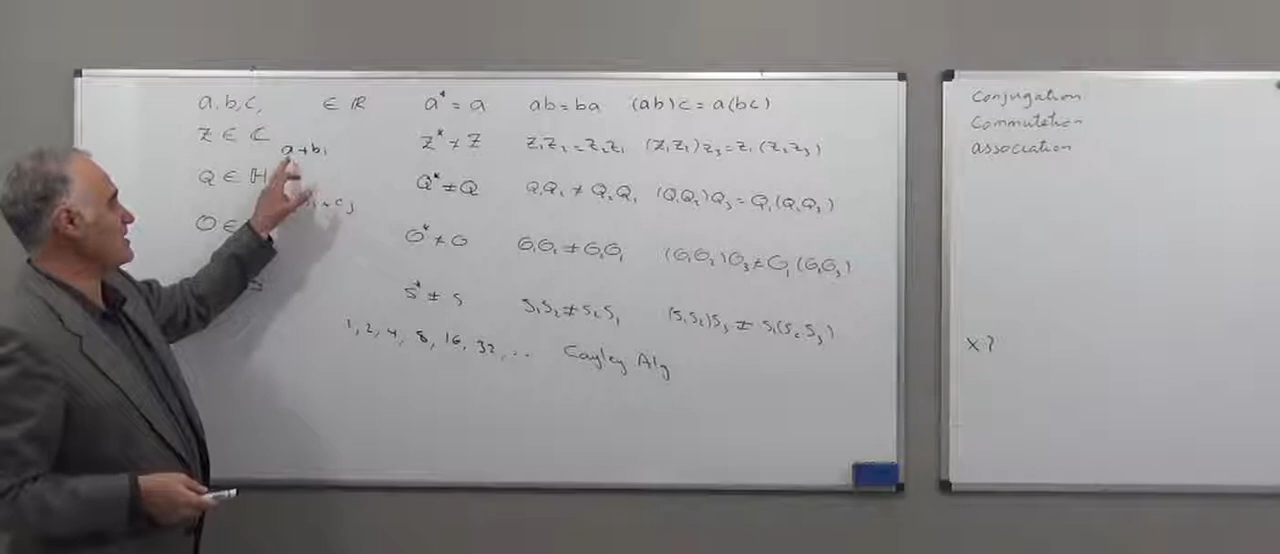 a, b, c, ∈ ℝ a* = a ab = ba (ab)c = a(bc)
Z ∈ ℂ a+bi Z* ≠ Z Z₁Z₂ = Z₂Z₁ (Z₁Z₂)Z₃ = Z₁(Z₂Z₃)
Q ∈ ℍ + cj Q* ≠ Q Q₁Q₂ ≠ Q₂Q₁ (Q₁Q₂)Q₃ = Q₁(Q₂Q₃)
O ∈ O* ≠ O O₁O₂ ≠ O₂O₁ (O₁O₂)O₃ ≠ O₁(O₂O₃)
S S* ≠ S S₁S₂ ≠ S₂S₁ (S₁S₂)S₃ ≠ S₁(S₂S₃)
1, 2, 4, 8, 16, 32, ... Cayley Alg
Conjugation
Commutation
association
x ?